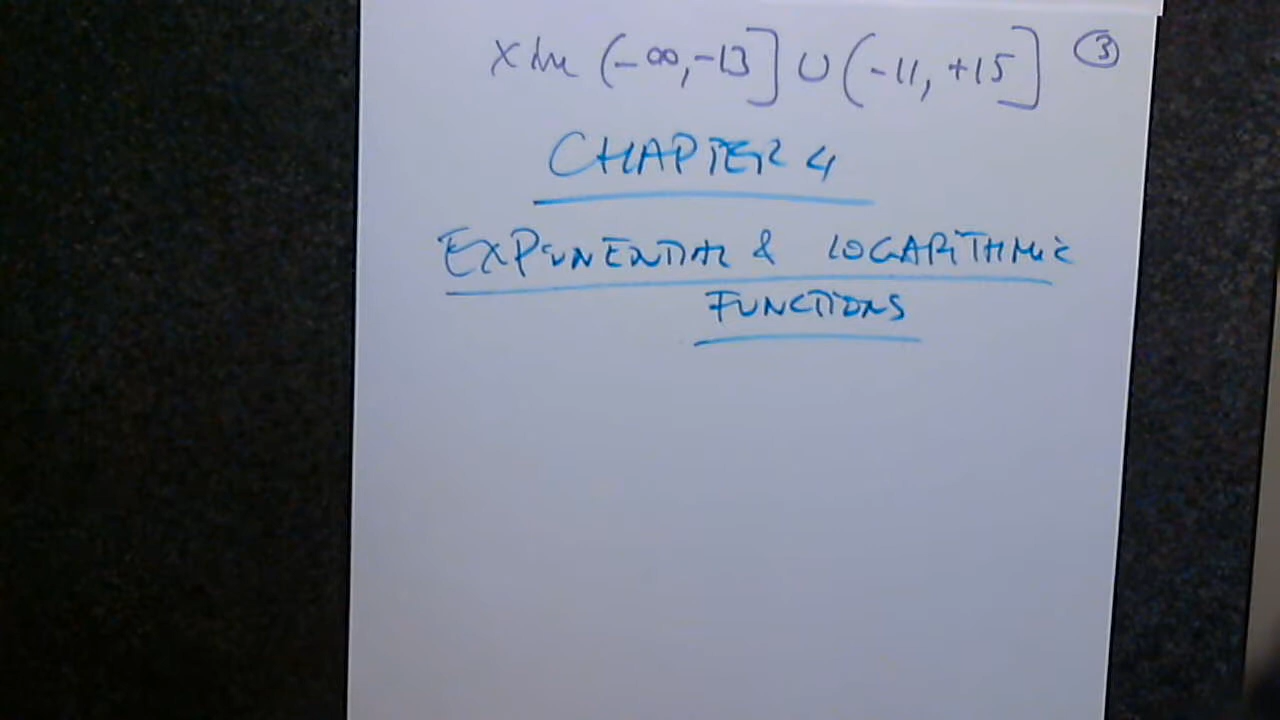 x in (-∞, -13] ∪ (-11, +15] ③
CHAPTER 4
EXPONENTIAL & LOGARITHMIC
FUNCTIONS